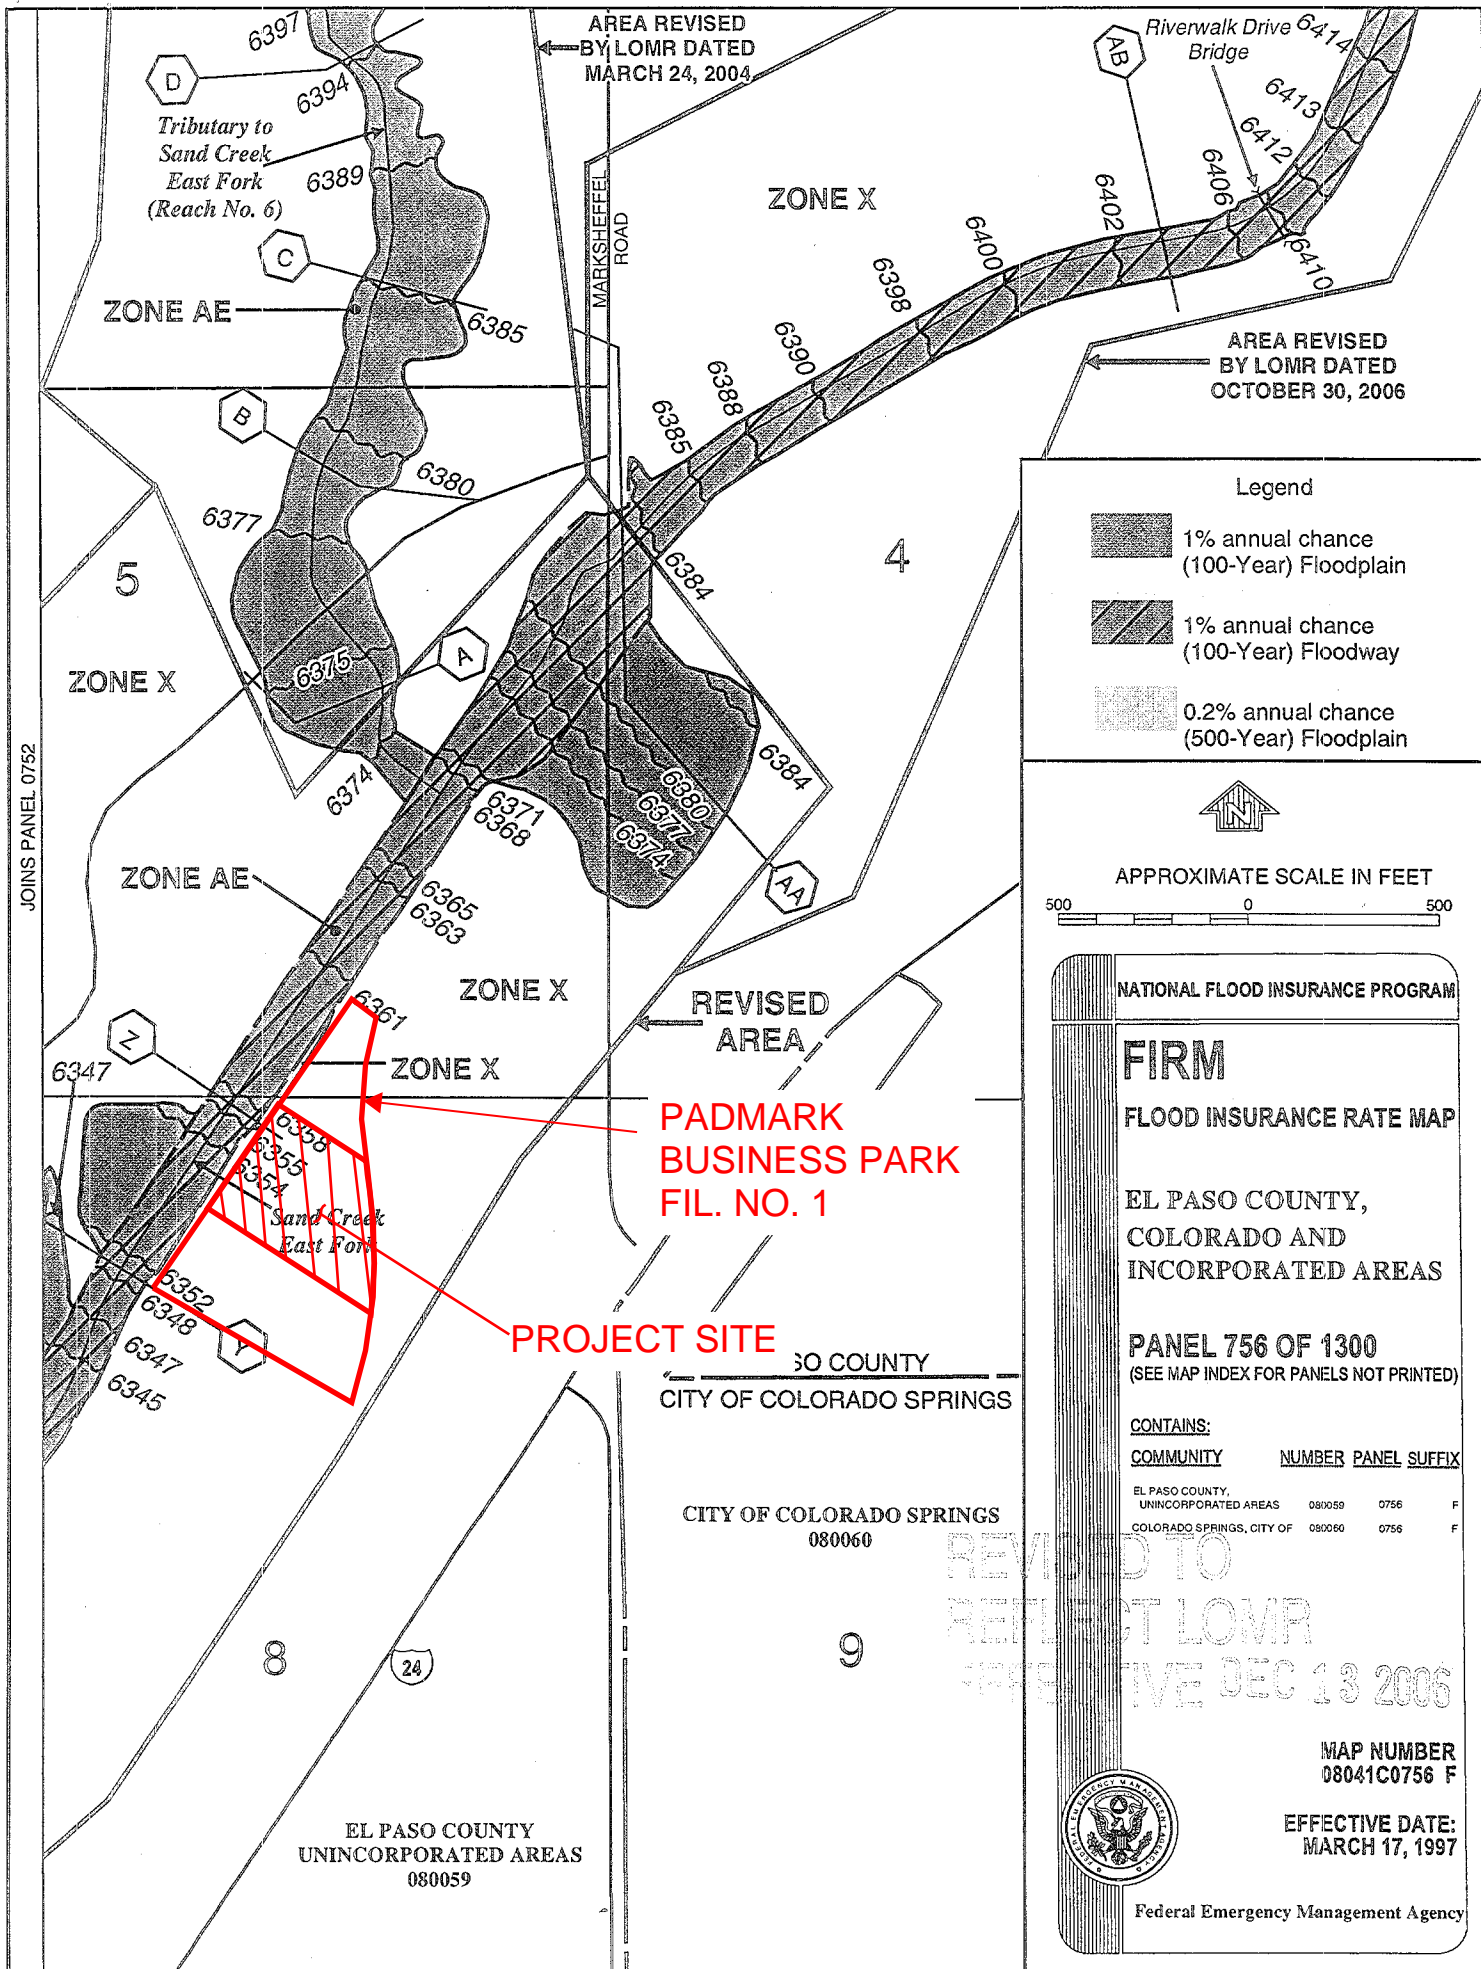 6397
AREA REVISED
BY LOMR DATED
MARCH 24, 2004
Riverwalk Drive
Bridge
6414
AB
D
6394
6413
Tributary to
Sand Creek
East Fork
(Reach No. 6)
6412
6389
6406
ZONE X
MARKSHEFFEL
ROAD
6402
C
6400
6410
6398
ZONE AE
6385
6390
AREA REVISED
BY LOMR DATED
OCTOBER 30, 2006
6388
B
6385
6380
6377
5
4
6384
A
6375
ZONE X
6384
6374
6380
6377
6374
6371
6368
JOINS PANEL 0752
ZONE AE
6365
6363
AA
ZONE X
REVISED
AREA
6361
Z
ZONE X
6347
6358
6355
6354
Sand Creek
East Fork
PADMARK
BUSINESS PARK
FIL. NO. 1
6352
6348
6347
6345
Y
PROJECT SITE
SO COUNTY
CITY OF COLORADO SPRINGS
CITY OF COLORADO SPRINGS
080060
8
24
9
EL PASO COUNTY
UNINCORPORATED AREAS
080059
Legend
1% annual chance
(100-Year) Floodplain
1% annual chance
(100-Year) Floodway
0.2% annual chance
(500-Year) Floodplain
N
APPROXIMATE SCALE IN FEET
500 0 500
NATIONAL FLOOD INSURANCE PROGRAM
FIRM
FLOOD INSURANCE RATE MAP
EL PASO COUNTY,
COLORADO AND
INCORPORATED AREAS
PANEL 756 OF 1300
(SEE MAP INDEX FOR PANELS NOT PRINTED)
CONTAINS:
COMMUNITY NUMBER PANEL SUFFIX
EL PASO COUNTY,
UNINCORPORATED AREAS 080059 0756 F
COLORADO SPRINGS, CITY OF 080060 0756 F
REVISED TO
REFLECT LOMR
EFFECTIVE DEC 13 2006
MAP NUMBER
08041C0756 F
EFFECTIVE DATE:
MARCH 17, 1997
FEDERAL EMERGENCY MANAGEMENT AGENCY
Federal Emergency Management Agency